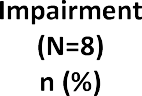 Impairment
(N=8)
n (%)